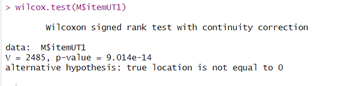 > wilcox.test(M$itemUT1)
Wilcoxon signed rank test with continuity correction
data:  M$itemUT1
V = 2485, p-value = 9.014e-14
alternative hypothesis: true location is not equal to 0